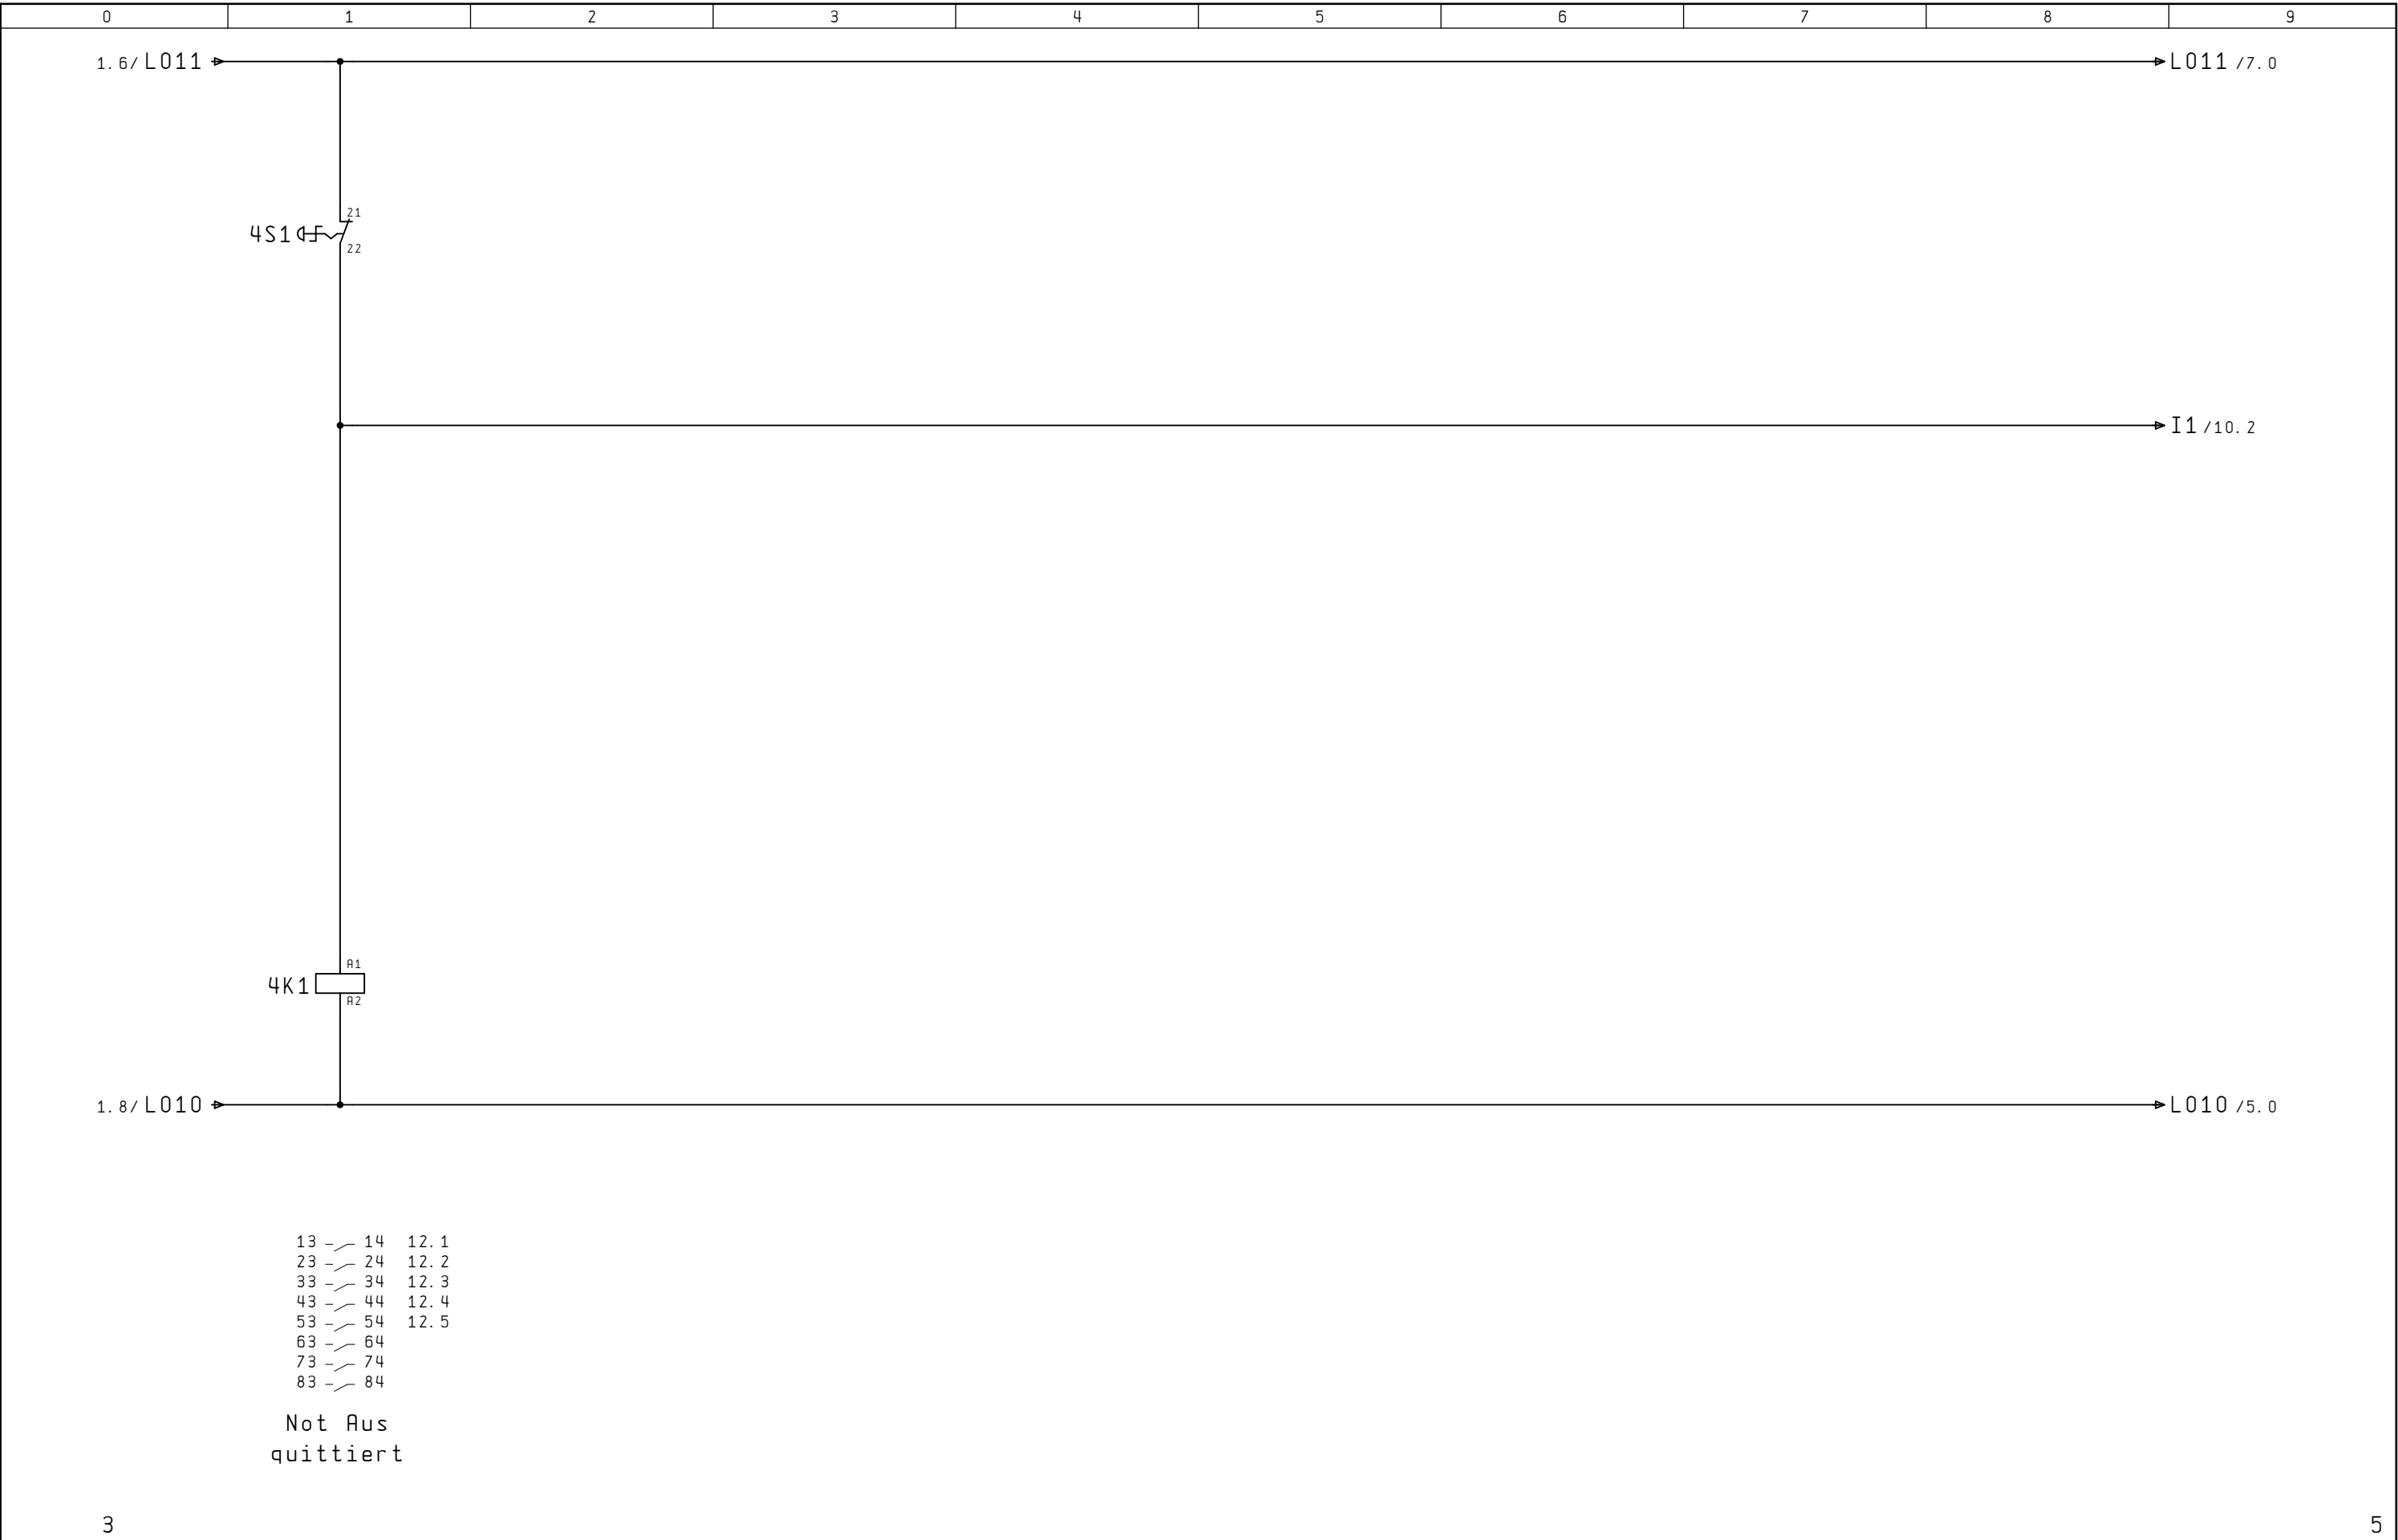 0 1 2 3 4 5 6 7 8 9
1.6/L011 L011/7.0
21
4S1
22
I1/10.2
A1
4K1
A2
1.8/L010 L010/5.0
13 14 12.1
23 24 12.2
33 34 12.3
43 44 12.4
53 54 12.5
63 64
73 74
83 84
Not Aus
quittiert
3 5